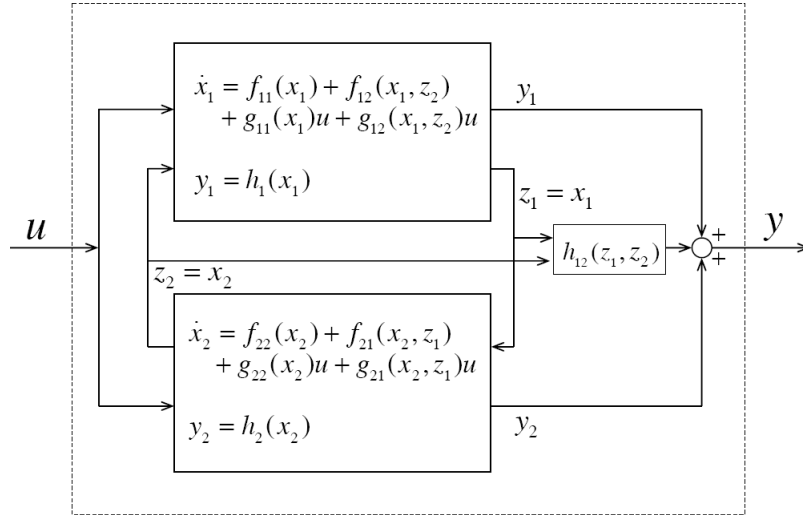 ẋ₁ = f₁₁(x₁) + f₁₂(x₁, z₂)
+ g₁₁(x₁)u + g₁₂(x₁, z₂)u
y₁ = h₁(x₁)
y₁
z₁ = x₁
u
h₁₂(z₁, z₂)
+
+
y
z₂ = x₂
ẋ₂ = f₂₂(x₂) + f₂₁(x₂, z₁)
+ g₂₂(x₂)u + g₂₁(x₂, z₁)u
y₂ = h₂(x₂)
y₂